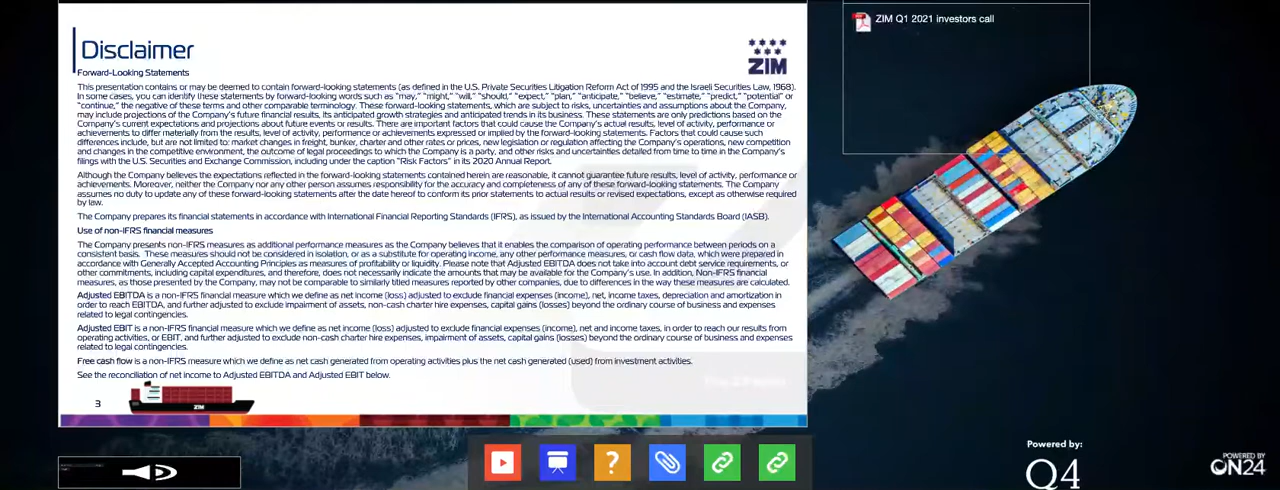 Disclaimer
ZIM
Forward-Looking Statements
This presentation contains or may be deemed to contain forward-looking statements (as defined in the U.S. Private Securities Litigation Reform Act of 1995 and the Israeli Securities Law, 1968).
In some cases, you can identify these statements by forward-looking words such as "may," "might," "will," "should," "expect," "plan," "anticipate," "believe," "estimate," "predict," "potential" or
"continue," the negative of these terms and other comparable terminology. These forward-looking statements, which are subject to risks, uncertainties and assumptions about the Company,
may include projections of the Company's future financial results, its anticipated growth strategies and anticipated trends in its business. These statements are only predictions based on the
Company's current expectations and projections about future events or results. There are important factors that could cause the Company's actual results, level of activity, performance or
achievements to differ materially from the results, level of activity, performance or achievements expressed or implied by the forward-looking statements. Factors that could cause such
differences include, but are not limited to: market changes in freight, bunker, charter and other rates or prices, new legislation or regulation affecting the Company's operations, new competition
and changes in the competitive environment, the outcome of legal proceedings to which the Company is a party, and other risks and uncertainties detailed from time to time in the Company's
filings with the U.S. Securities and Exchange Commission, including under the caption "Risk Factors" in its 2020 Annual Report.
Although the Company believes the expectations reflected in the forward-looking statements contained herein are reasonable, it cannot guarantee future results, level of activity, performance or
achievements. Moreover, neither the Company nor any other person assumes responsibility for the accuracy and completeness of any of these forward-looking statements. The Company
assumes no duty to update any of these forward-looking statements after the date hereof to conform its prior statements to actual results or revised expectations, except as otherwise required
by law.
The Company prepares its financial statements in accordance with International Financial Reporting Standards (IFRS), as issued by the International Accounting Standards Board (IASB).
Use of non-IFRS financial measures
The Company presents non-IFRS measures as additional performance measures as the Company believes that it enables the comparison of operating performance between periods on a
consistent basis. These measures should not be considered in isolation, or as a substitute for operating income, any other performance measures, or cash flow data, which were prepared in
accordance with Generally Accepted Accounting Principles as measures of profitability or liquidity. Please note that Adjusted EBITDA does not take into account debt service requirements, or
other commitments, including capital expenditures, and therefore, does not necessarily indicate the amounts that may be available for the Company's use. In addition, Non-IFRS financial
measures, as those presented by the Company, may not be comparable to similarly titled measures reported by other companies, due to differences in the way these measures are calculated.
Adjusted EBITDA is a non-IFRS financial measure which we define as net income (loss) adjusted to exclude financial expenses (income), net, income taxes, depreciation and amortization in
order to reach EBITDA, and further adjusted to exclude impairment of assets, non-cash charter hire expenses, capital gains (losses) beyond the ordinary course of business and expenses
related to legal contingencies.
Adjusted EBIT is a non-IFRS financial measure which we define as net income (loss) adjusted to exclude financial expenses (income), net and income taxes, in order to reach our results from
operating activities, or EBIT, and further adjusted to exclude non-cash charter hire expenses, impairment of assets, capital gains (losses) beyond the ordinary course of business and expenses
related to legal contingencies.
Free cash flow is a non-IFRS measure which we define as net cash generated from operating activities plus the net cash generated (used) from investment activities.
See the reconciliation of net income to Adjusted EBITDA and Adjusted EBIT below.
3
ZIM
ZIM Q1 2021 investors call
?
Powered by:
Q4
POWERED BY
ON24